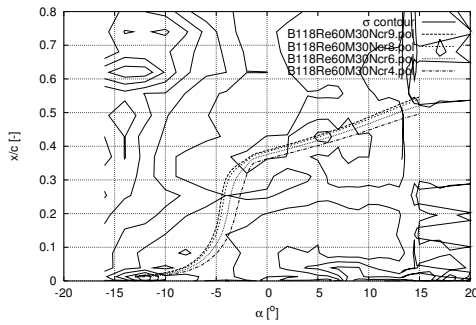 σ contour
B118Re60M30Ncr9.pol
B118Re60M30Ncr8.pol
B118Re60M30Ncr6.pol
B118Re60M30Ncr4.pol
0.8
0.7
0.6
0.5
0.4
0.3
0.2
0.1
0
x/c [-]
-20 -15 -10 -5 0 5 10 15 20
α [o]